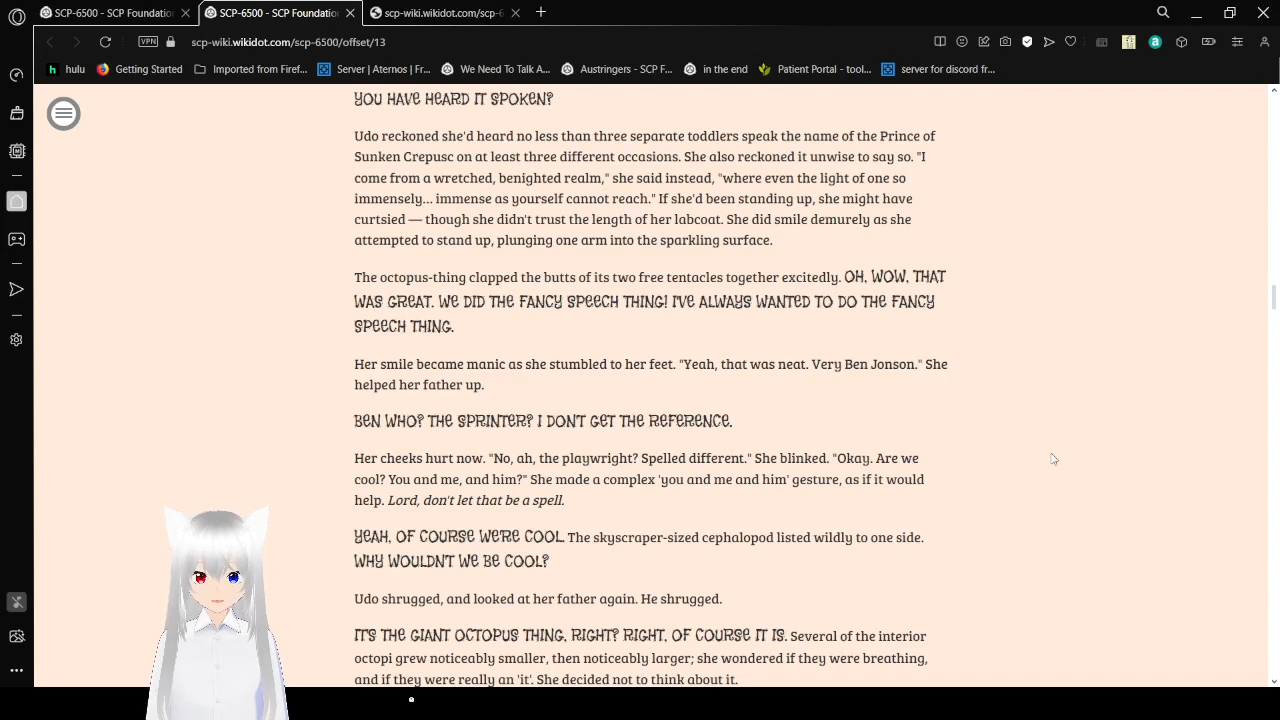 SCP-6500 - SCP Foundation
SCP-6500 - SCP Foundation
scp-wiki.wikidot.com/scp-6
VPN
scp-wiki.wikidot.com/scp-6500/offset/13
hulu
Getting Started
Imported from Firef...
Server | Aternos | Fr...
We Need To Talk A...
Austringers - SCP F...
in the end
Patient Portal - tool...
server for discord fr...
YOU HAVE HEARD IT SPOKEN?
Udo reckoned she'd heard no less than three separate toddlers speak the name of the Prince of
Sunken Crepusc on at least three different occasions. She also reckoned it unwise to say so. "I
come from a wretched, benighted realm," she said instead, "where even the light of one so
immensely... immense as yourself cannot reach." If she'd been standing up, she might have
curtsied — though she didn't trust the length of her labcoat. She did smile demurely as she
attempted to stand up, plunging one arm into the sparkling surface.
The octopus-thing clapped the butts of its two free tentacles together excitedly. OH, WOW, THAT
WAS GREAT. WE DID THE FANCY SPEECH THING! I'VE ALWAYS WANTED TO DO THE FANCY
SPEECH THING.
Her smile became manic as she stumbled to her feet. "Yeah, that was neat. Very Ben Jonson." She
helped her father up.
BEN WHO? THE SPRINTER? I DON'T GET THE REFERENCE.
Her cheeks hurt now. "No, ah, the playwright? Spelled different." She blinked. "Okay. Are we
cool? You and me, and him?" She made a complex 'you and me and him' gesture, as if it would
help. Lord, don't let that be a spell.
YEAH, OF COURSE WE'RE COOL. The skyscraper-sized cephalopod listed wildly to one side.
WHY WOULDN'T WE BE COOL?
Udo shrugged, and looked at her father again. He shrugged.
IT'S THE GIANT OCTOPUS THING, RIGHT? RIGHT, OF COURSE IT IS. Several of the interior
octopi grew noticeably smaller, then noticeably larger; she wondered if they were breathing,
and if they were really an 'it'. She decided not to think about it.